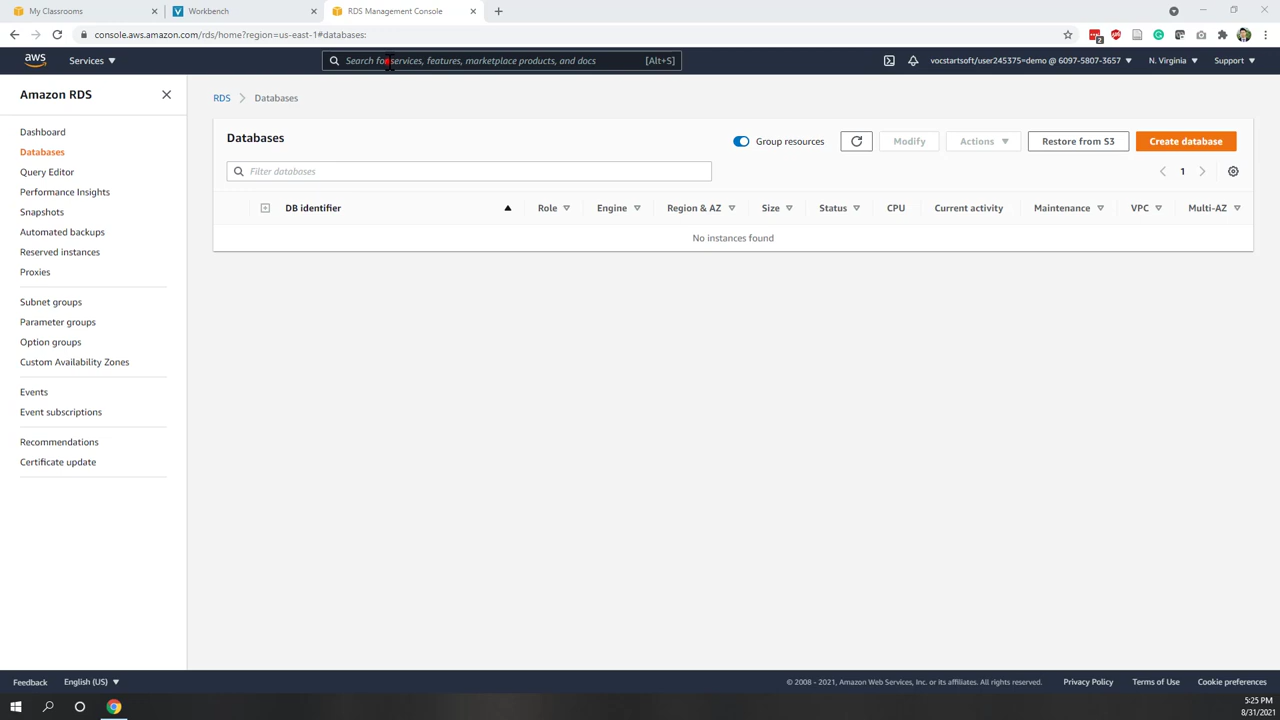 My Classrooms
Workbench
RDS Management Console
console.aws.amazon.com/rds/home?region=us-east-1#databases:
2
aws
Services
Search for services, features, marketplace products, and docs
[Alt+S]
vocstartsoft/user245375=demo @ 6097-5807-3657
N. Virginia
Support
Amazon RDS
Dashboard
Databases
Query Editor
Performance Insights
Snapshots
Automated backups
Reserved instances
Proxies
Subnet groups
Parameter groups
Option groups
Custom Availability Zones
Events
Event subscriptions
Recommendations
Certificate update
RDS
Databases
Databases
Group resources
Modify
Actions
Restore from S3
Create database
Filter databases
1
DB identifier
Role
Engine
Region & AZ
Size
Status
CPU
Current activity
Maintenance
VPC
Multi-AZ
No instances found
Feedback
English (US)
© 2008 - 2021, Amazon Web Services, Inc. or its affiliates. All rights reserved.
Privacy Policy
Terms of Use
Cookie preferences
5:25 PM
8/31/2021